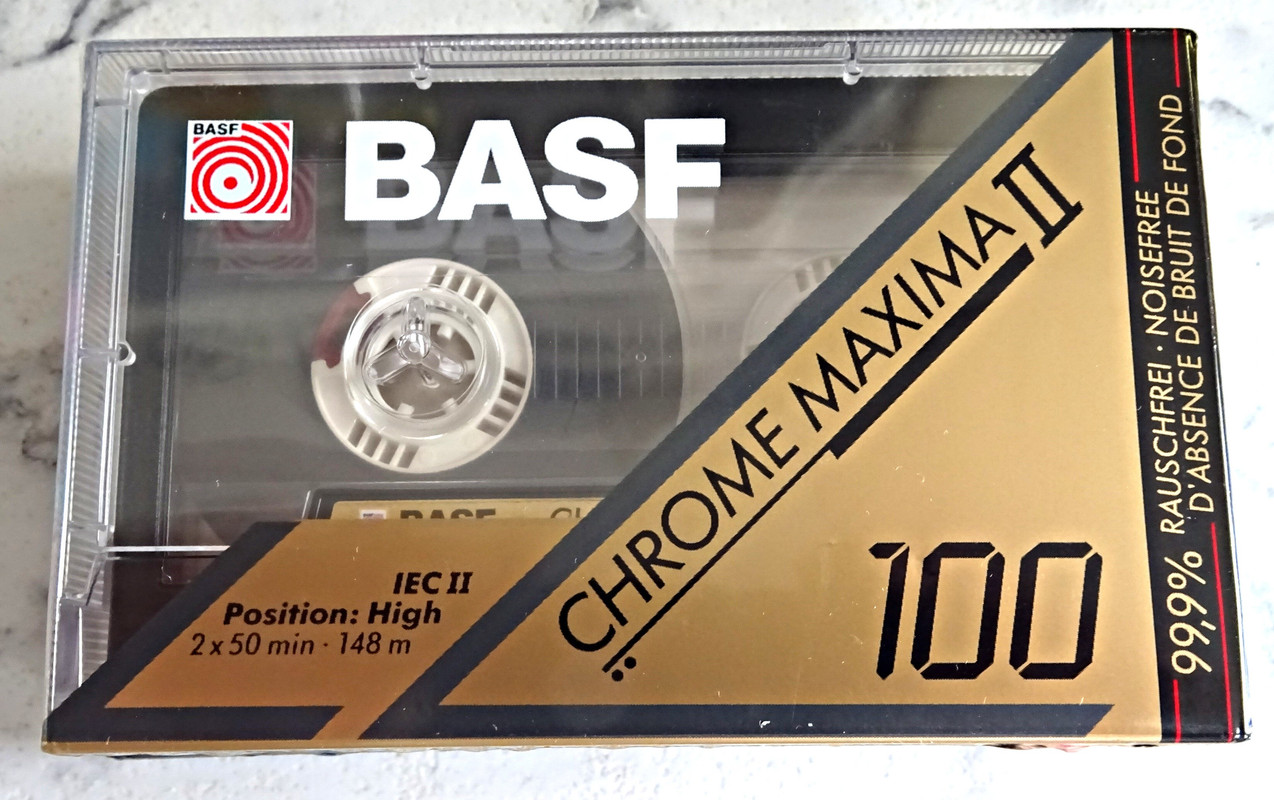 BASF
BASF
CHROME MAXIMA II
100
IEC II
Position: High
2 x 50 min · 148 m
BASF
99,9% RAUSCHFREI · NOISEFREE
D'ABSENCE DE BRUIT DE FOND